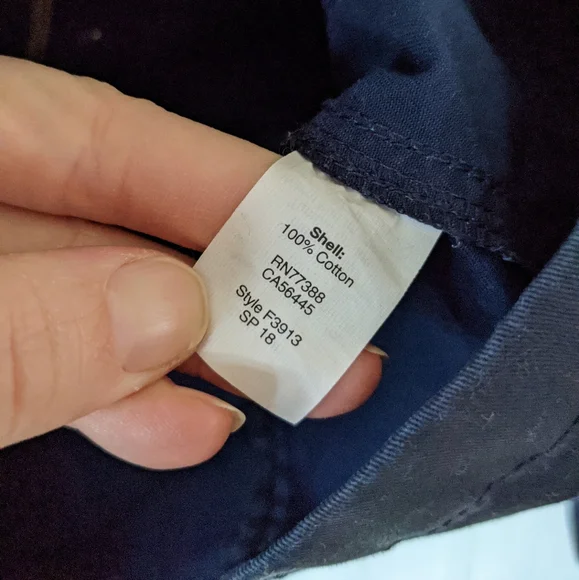 Shell:
100% Cotton
RN77388
CA56445
Style F3913
SP 18